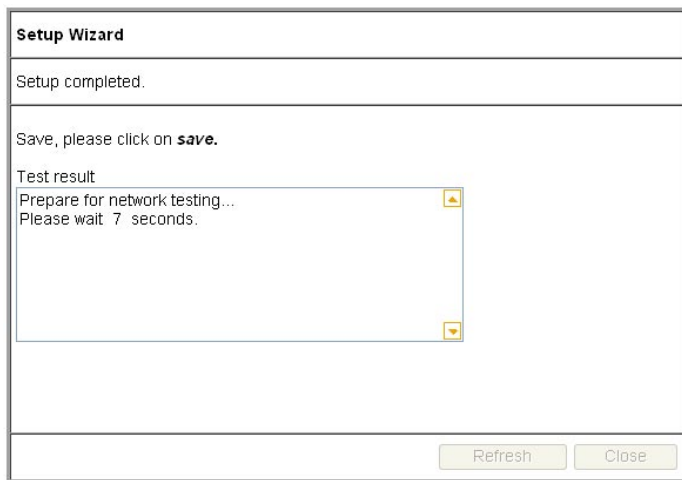 Setup Wizard
Setup completed.
Save, please click on save.
Test result
Prepare for network testing...
Please wait 7 seconds.
Refresh Close